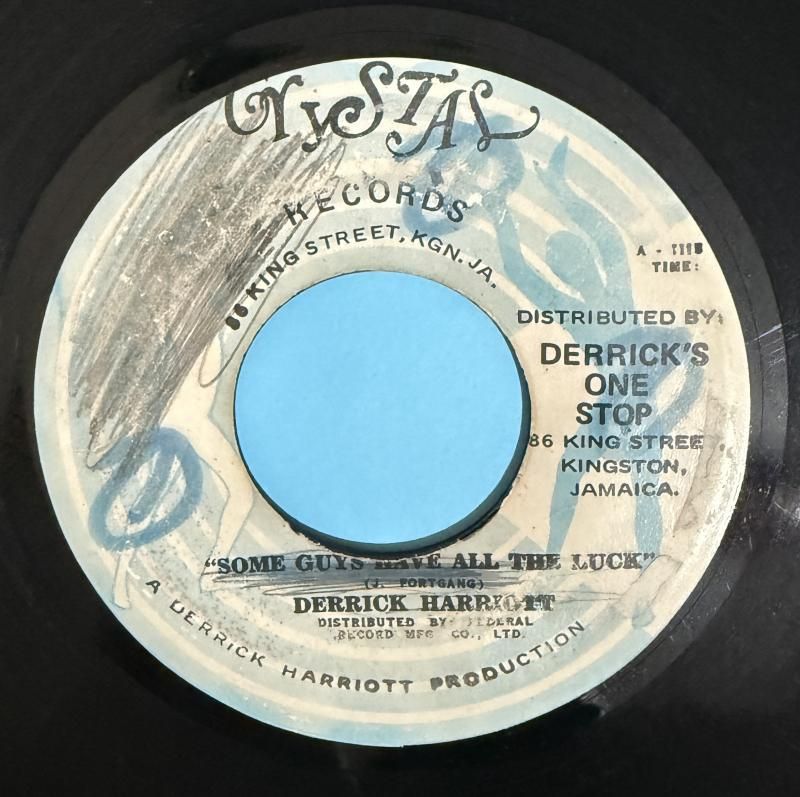 CRYSTAL
RECORDS
86 KING STREET, KGN. JA.
A - 111B
TIME:
DISTRIBUTED BY:
DERRICK'S
ONE
STOP
86 KING STREE
KINGSTON,
JAMAICA.
"SOME GUYS HAVE ALL THE LUCK"
(J. FORTGANG)
DERRICK HARRIOTT
DISTRIBUTED BY FEDERAL
RECORD MFG CO., LTD.
A DERRICK HARRIOTT PRODUCTION